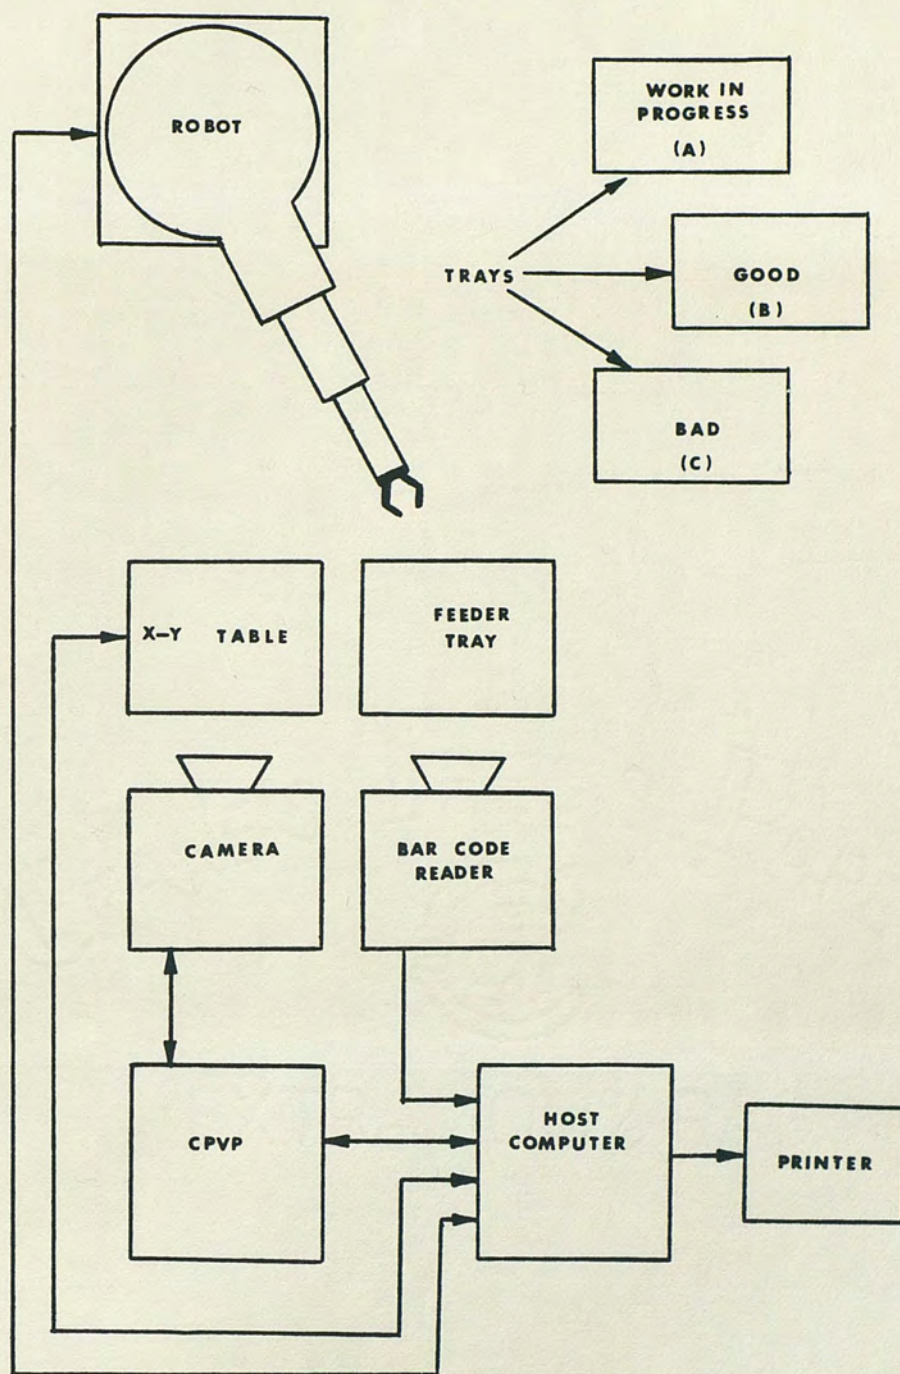 ROBOT
WORK IN
PROGRESS
(A)
TRAYS
GOOD
(B)
BAD
(C)
X-Y TABLE
FEEDER
TRAY
CAMERA
BAR CODE
READER
CPVP
HOST
COMPUTER
PRINTER